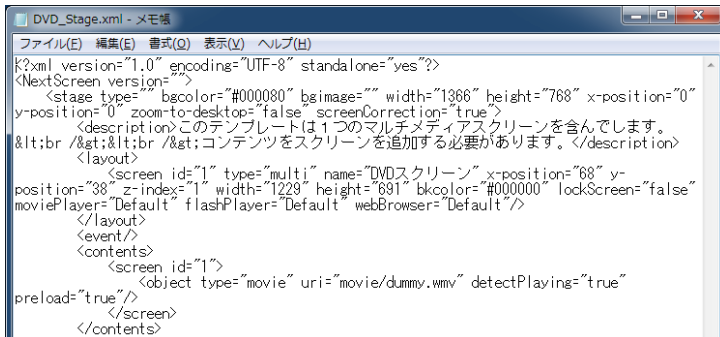 DVD_Stage.xml - メモ帳
ファイル(F) 編集(E) 書式(O) 表示(V) ヘルプ(H)
<?xml version="1.0" encoding="UTF-8" standalone="yes"?>
<NextScreen version="">
<stage type="" bgcolor="#000080" bgimage="" width="1366" height="768" x-position="0"
y-position="0" zoom-to-desktop="false" screenCorrection="true">
<description>このテンプレートは１つのマルチメディアスクリーンを含んでします。
&lt;br /&gt;&lt;br /&gt;コンテンツをスクリーンを追加する必要があります。</description>
<layout>
<screen id="1" type="multi" name="DVDスクリーン" x-position="68" y-
position="38" z-index="1" width="1229" height="691" bkcolor="#000000" lockScreen="false"
moviePlayer="Default" flashPlayer="Default" webBrowser="Default"/>
</layout>
<event/>
<contents>
<screen id="1">
<object type="movie" uri="movie/dummy.wmv" detectPlaying="true"
preload="true"/>
</screen>
</contents>